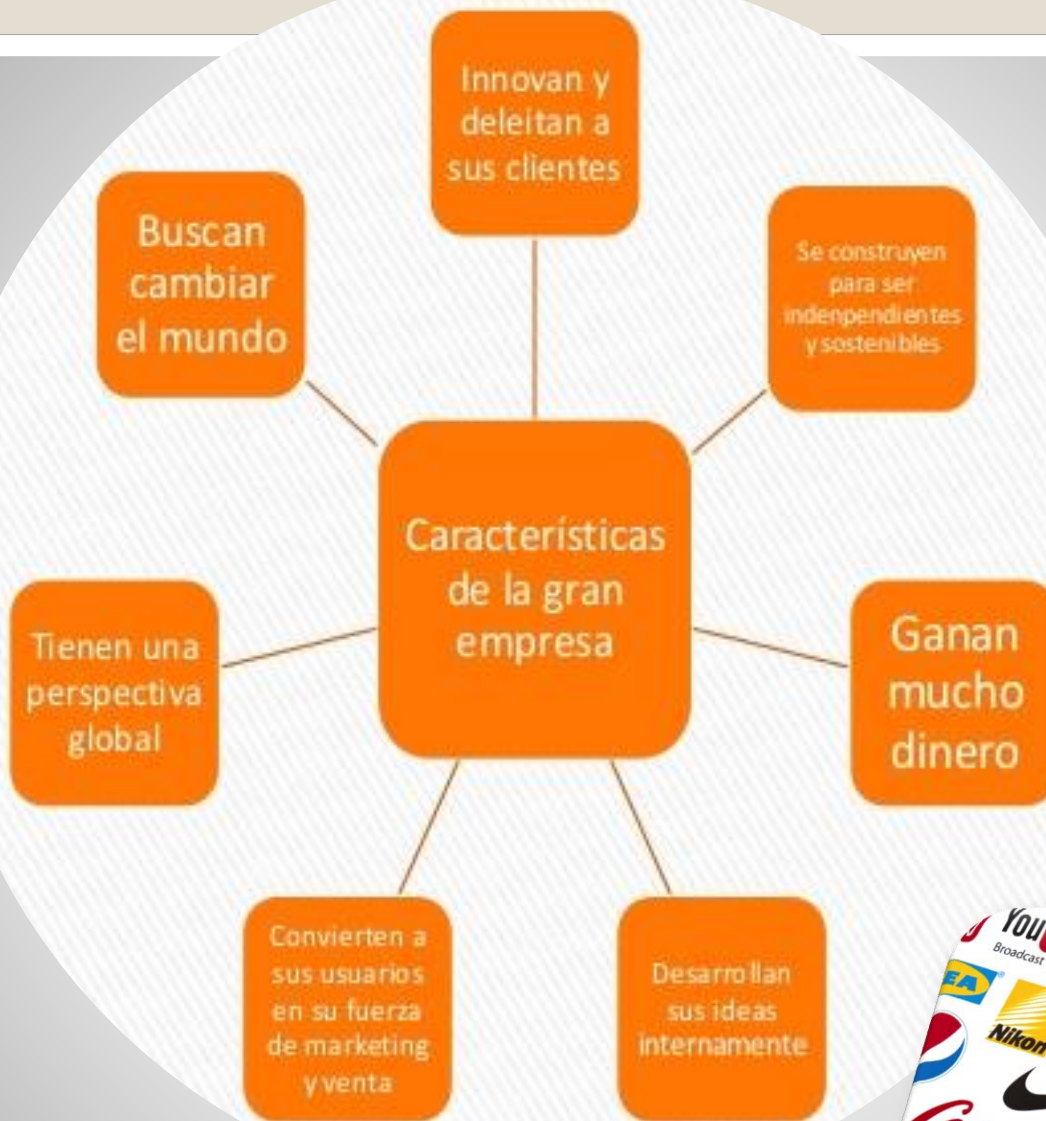 Innovan y
deleitan a
sus clientes
Buscan
cambiar
el mundo
Se construyen
para ser
indenpendientes
y sostenibles
Características
de la gran
empresa
Tienen una
perspectiva
global
Ganan
mucho
dinero
Convierten a
sus usuarios
en su fuerza
de marketing
y venta
Desarrollan
sus ideas
internamente
You
Broadcast
EA
Nikon